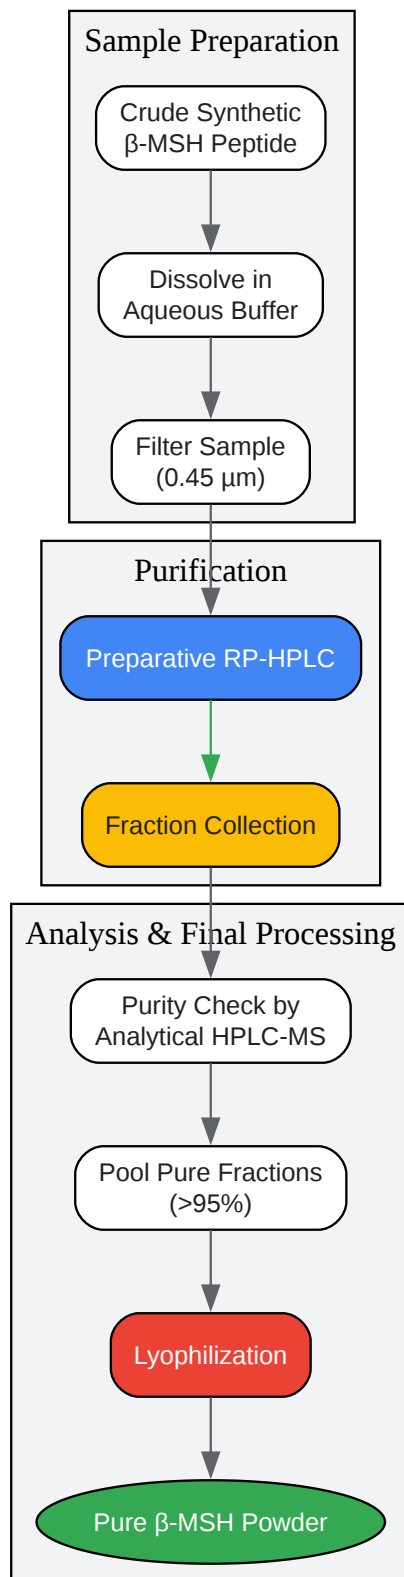 Sample Preparation
Crude Synthetic
β-MSH Peptide
Dissolve in
Aqueous Buffer
Filter Sample
(0.45 µm)
Purification
Preparative RP-HPLC
Fraction Collection
Analysis & Final Processing
Purity Check by
Analytical HPLC-MS
Pool Pure Fractions
(>95%)
Lyophilization
Pure β-MSH Powder